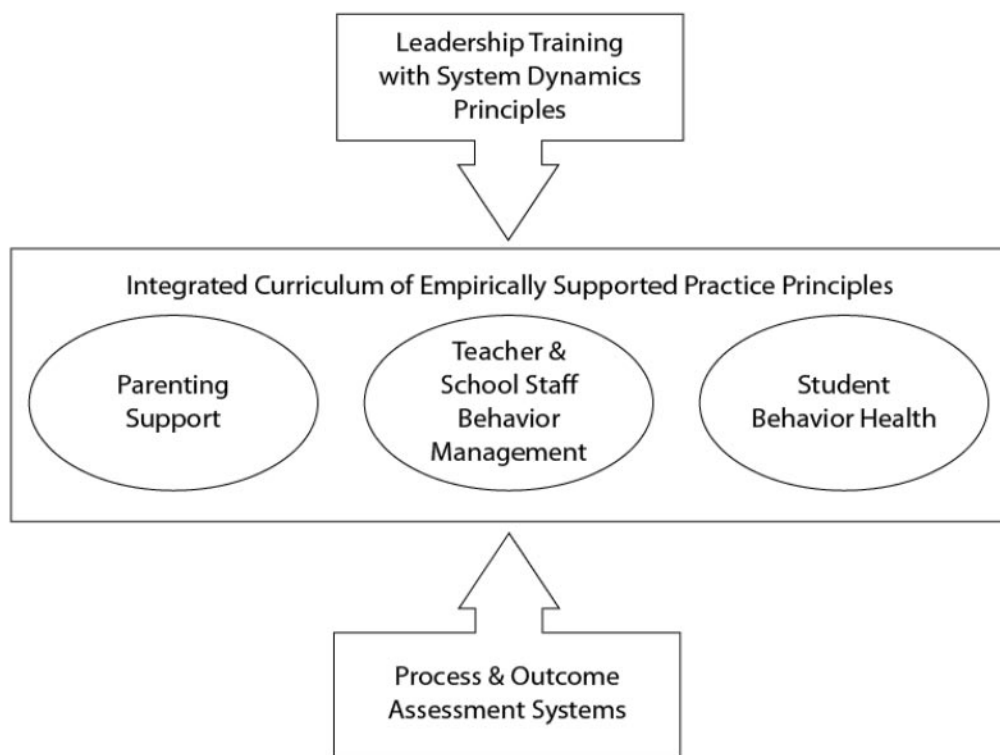 Leadership Training
with System Dynamics
Principles
Integrated Curriculum of Empirically Supported Practice Principles
Parenting
Support
Teacher &
School Staff
Behavior
Management
Student
Behavior Health
Process & Outcome
Assessment Systems